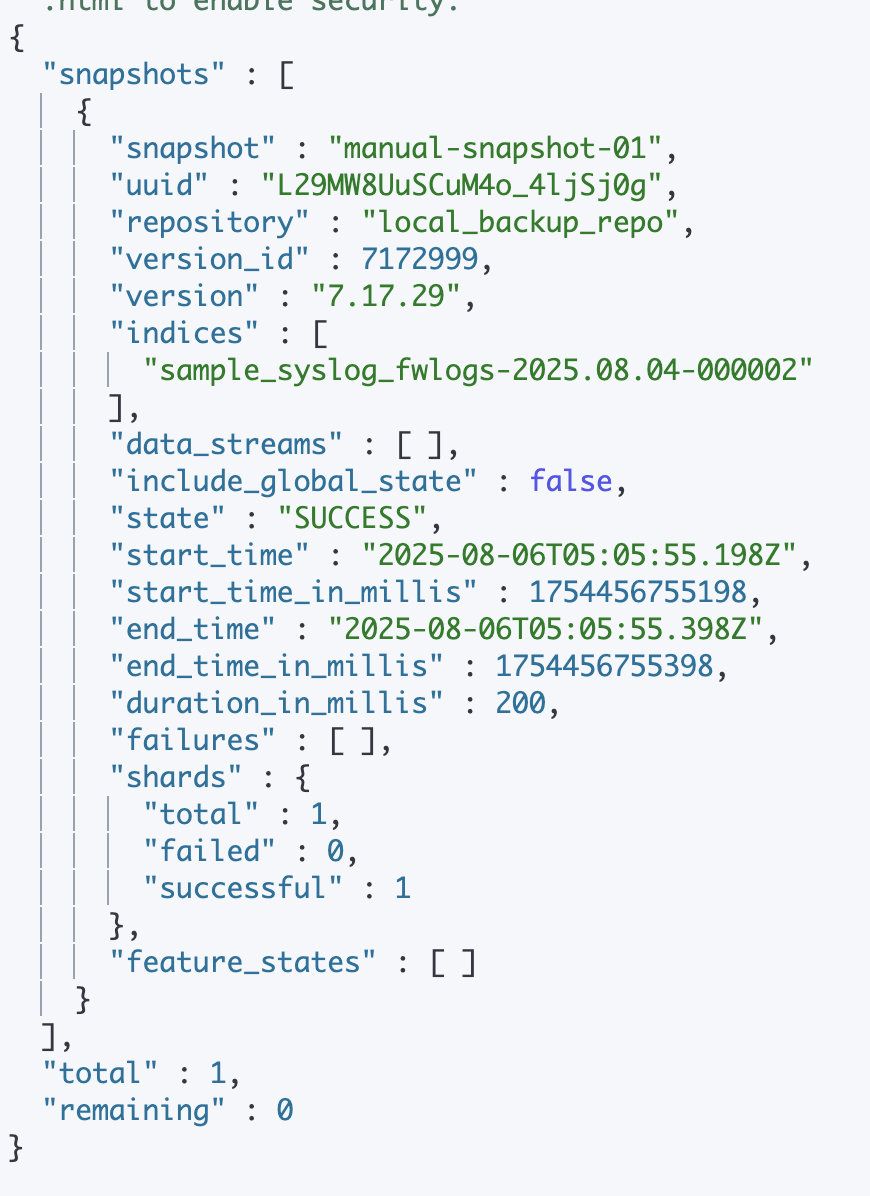 .html to enable security.
{
  "snapshots" : [
    {
      "snapshot" : "manual-snapshot-01",
      "uuid" : "L29MW8UuSCuM4o_4ljSj0g",
      "repository" : "local_backup_repo",
      "version_id" : 7172999,
      "version" : "7.17.29",
      "indices" : [
        "sample_syslog_fwlogs-2025.08.04-000002"
      ],
      "data_streams" : [ ],
      "include_global_state" : false,
      "state" : "SUCCESS",
      "start_time" : "2025-08-06T05:05:55.198Z",
      "start_time_in_millis" : 1754456755198,
      "end_time" : "2025-08-06T05:05:55.398Z",
      "end_time_in_millis" : 1754456755398,
      "duration_in_millis" : 200,
      "failures" : [ ],
      "shards" : {
        "total" : 1,
        "failed" : 0,
        "successful" : 1
      },
      "feature_states" : [ ]
    }
  ],
  "total" : 1,
  "remaining" : 0
}